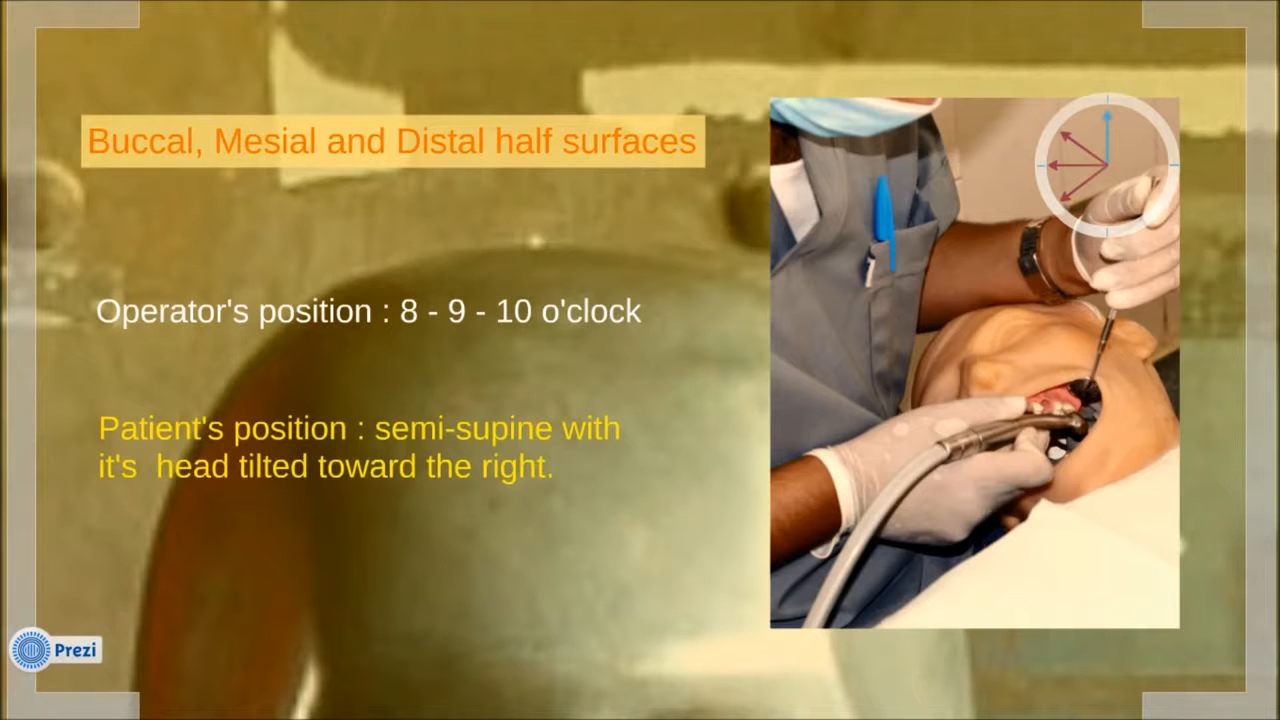 Buccal, Mesial and Distal half surfaces
Operator's position : 8 - 9 - 10 o'clock
Patient's position : semi-supine with
it's  head tilted toward the right.
Prezi